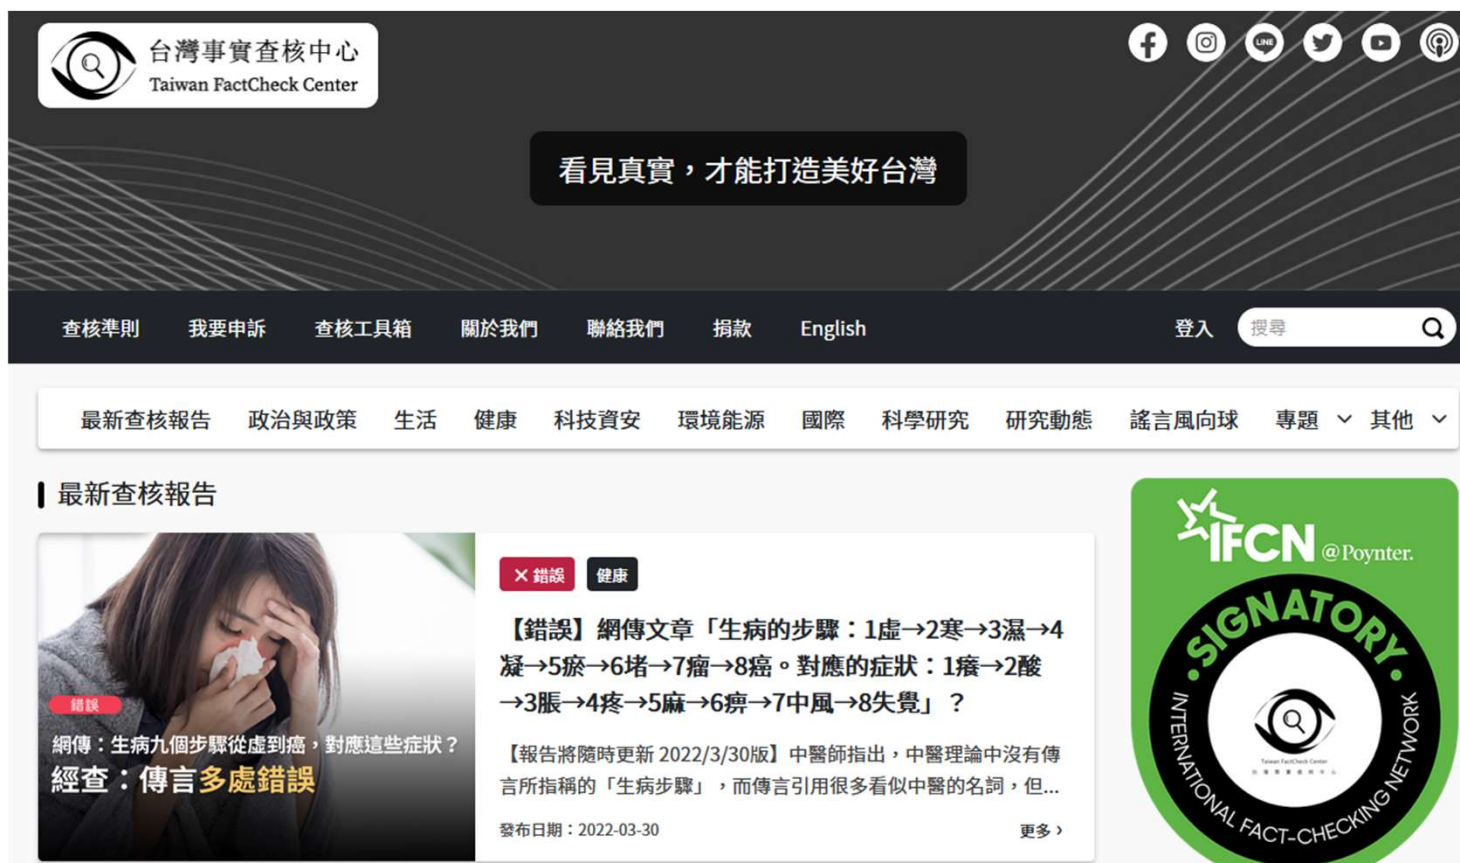 台灣事實查核中心
Taiwan FactCheck Center
LINE
看見真實，才能打造美好台灣
查核準則 我要申訴 查核工具箱 關於我們 聯絡我們 捐款 English 登入 搜尋
最新查核報告 政治與政策 生活 健康 科技資安 環境能源 國際 科學研究 研究動態 謠言風向球 專題 其他
最新查核報告
錯誤
網傳：生病九個步驟從虛到癌，對應這些症狀？
經查：傳言多處錯誤
✕ 錯誤 健康
【錯誤】網傳文章「生病的步驟：1虛→2寒→3濕→4
凝→5瘀→6堵→7瘤→8癌。對應的症狀：1癢→2酸
→3脹→4疼→5麻→6痹→7中風→8失覺」？
【報告將隨時更新 2022/3/30版】中醫師指出，中醫理論中沒有傳
言所指稱的「生病步驟」，而傳言引用很多看似中醫的名詞，但...
發布日期：2022-03-30 更多 ›
IFCN @Poynter.
SIGNATORY
Taiwan FactCheck Center
台灣事實查核中心
INTERNATIONAL FACT-CHECKING NETWORK